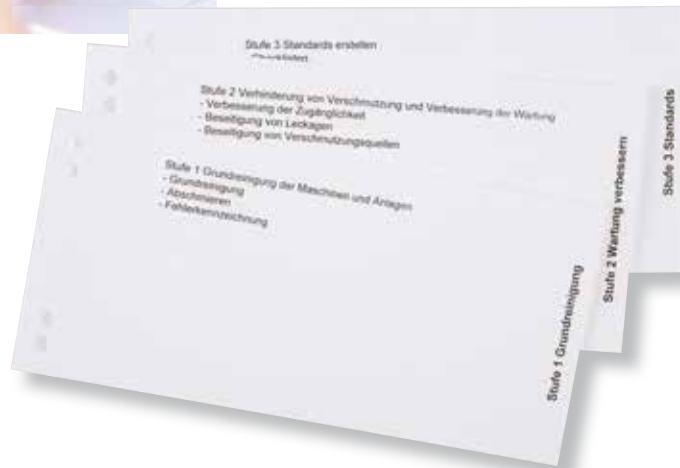 Stufe 3 Standards erstellen
Stufe 2 Verhinderung von Verschmutzung und Verbesserung der Wartung
- Verbesserung der Zugänglichkeit
- Beseitigung von Leckagen
- Beseitigung von Verschmutzungsquellen
Stufe 1 Grundreinigung der Maschinen und Anlagen
- Grundreinigung
- Abschmieren
- Fehlerkennzeichnung
Stufe 1 Grundreinigung
Stufe 2 Wartung verbessern
Stufe 3 Standards